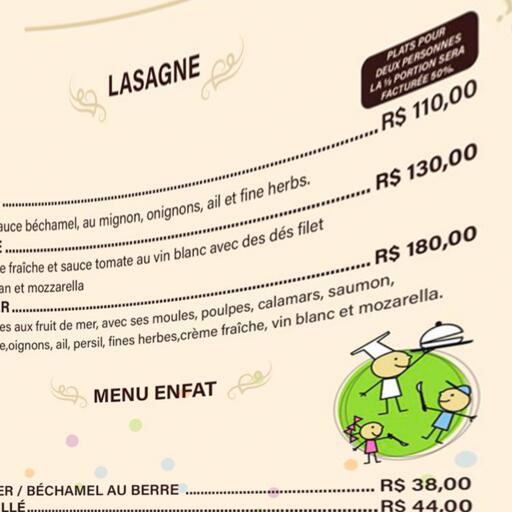 PLATS POUR
DEUX PERSONNES
LA ½ PORTION SERA
FACTURÉE 50%
LASAGNE
R$ 110,00
auce béchamel, au mignon, onignons, ail et fine herbs.
E R$ 130,00
e fraîche et sauce tomate au vin blanc avec des dés filet
an et mozzarella
R R$ 180,00
es aux fruit de mer, avec ses moules, poulpes, calamars, saumon,
e,oignons, ail, persil, fines herbes,crème fraîche, vin blanc et mozarella.
MENU ENFAT
ER / BÉCHAMEL AU BERRE R$ 38,00
LLÉ R$ 44,00